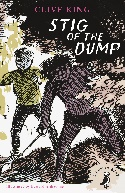 CLIVE KING
STIG
OF THE
DUMP